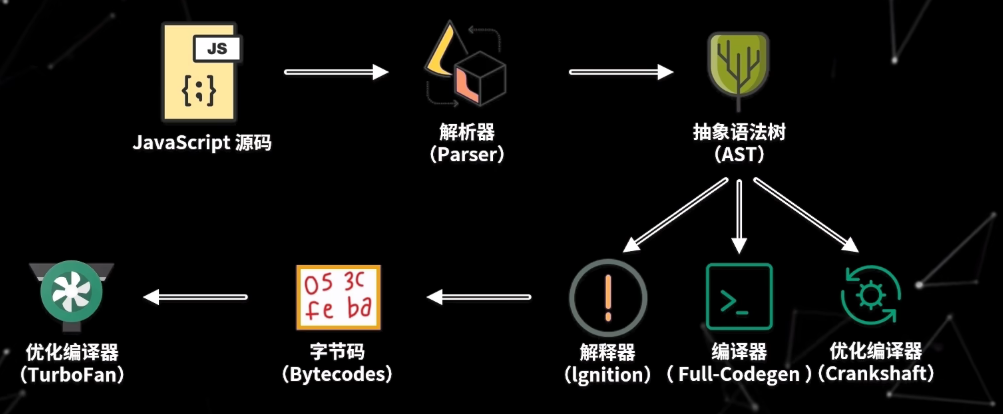 JS
{;}
JavaScript 源码
解析器
（Parser）
抽象语法树
（AST）
05 3C
fe ba
>_
优化编译器
（TurboFan）
字节码
（Bytecodes）
解释器
（lgnition）
编译器
（ Full-Codegen ）
优化编译器
（Crankshaft）